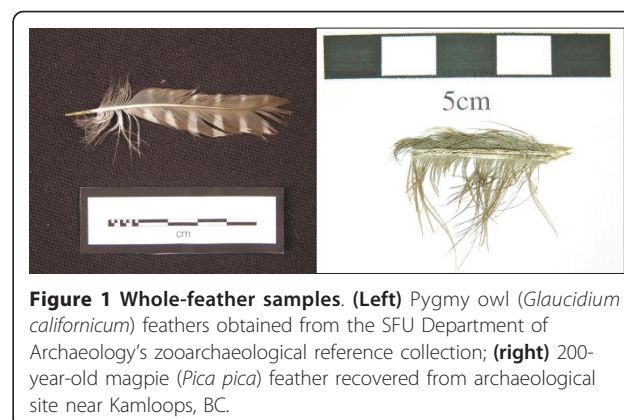 cm
5cm
Figure 1 Whole-feather samples. (Left) Pygmy owl (Glaucidium
californicum) feathers obtained from the SFU Department of
Archaeology's zooarchaeological reference collection; (right) 200-
year-old magpie (Pica pica) feather recovered from archaeological
site near Kamloops, BC.